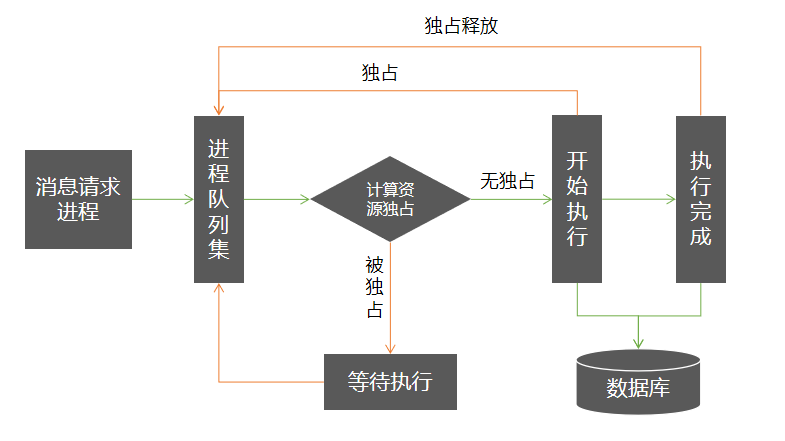 独占释放
独占
消息请求
进程
进程队列集
计算资
源独占
无独占
开始执行
执行完成
被独占
等待执行
数据库